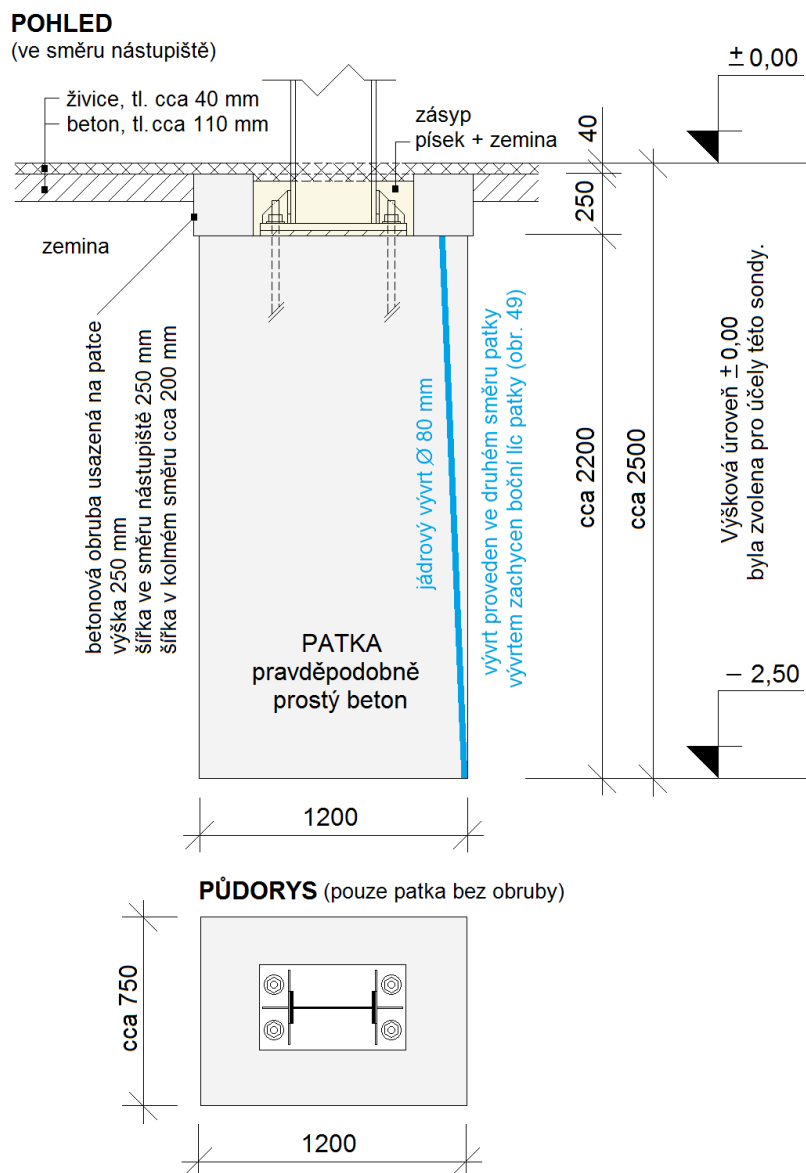 POHLED
(ve směru nástupiště)
živice, tl. cca 40 mm
beton, tl. cca 110 mm
zásyp
písek + zemina
± 0,00
40
250
zemina
betonová obruba usazená na patce
výška 250 mm
šířka ve směru nástupiště 250 mm
šířka v kolmém směru cca 200 mm
jádrový vývrt Ø 80 mm
vývrt proveden ve druhém směru patky
vývrtem zachycen boční líc patky (obr. 49)
cca 2200
cca 2500
Výšková úroveň ± 0,00
byla zvolena pro účely této sondy.
PATKA
pravděpodobně
prostý beton
− 2,50
1200
PŮDORYS (pouze patka bez obruby)
cca 750
1200